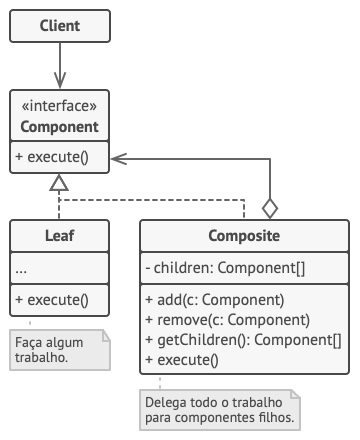 Client
«interface»
Component
+ execute()
Leaf
...
+ execute()
Faça algum
trabalho.
Composite
- children: Component[]
+ add(c: Component)
+ remove(c: Component)
+ getChildren(): Component[]
+ execute()
Delega todo o trabalho
para componentes filhos.